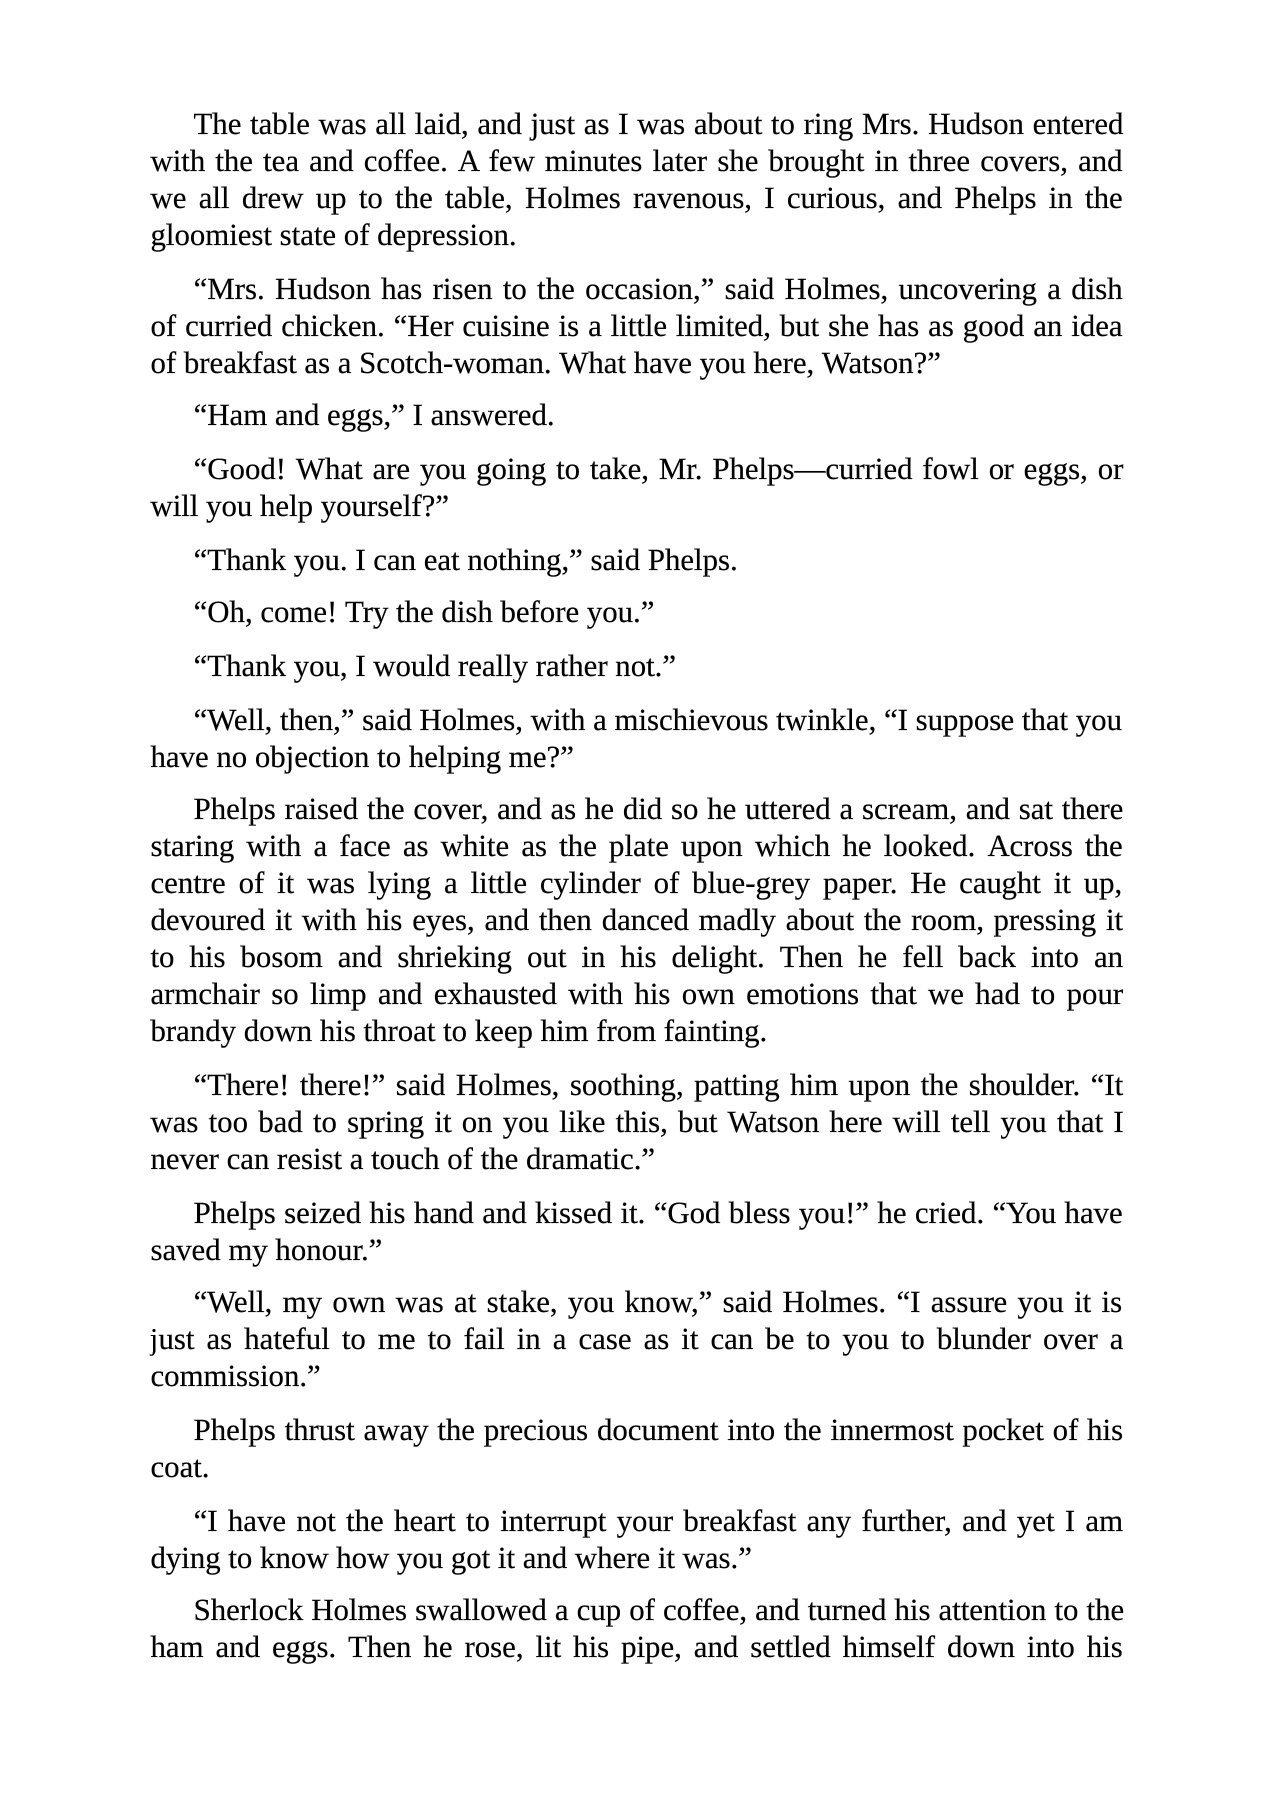 The table was all laid, and just as I was about to ring Mrs. Hudson entered
with the tea and coffee. A few minutes later she brought in three covers, and
we all drew up to the table, Holmes ravenous, I curious, and Phelps in the
gloomiest state of depression.
“Mrs. Hudson has risen to the occasion,” said Holmes, uncovering a dish
of curried chicken. “Her cuisine is a little limited, but she has as good an idea
of breakfast as a Scotch-woman. What have you here, Watson?”
“Ham and eggs,” I answered.
“Good! What are you going to take, Mr. Phelps—curried fowl or eggs, or
will you help yourself?”
“Thank you. I can eat nothing,” said Phelps.
“Oh, come! Try the dish before you.”
“Thank you, I would really rather not.”
“Well, then,” said Holmes, with a mischievous twinkle, “I suppose that you
have no objection to helping me?”
Phelps raised the cover, and as he did so he uttered a scream, and sat there
staring with a face as white as the plate upon which he looked. Across the
centre of it was lying a little cylinder of blue-grey paper. He caught it up,
devoured it with his eyes, and then danced madly about the room, pressing it
to his bosom and shrieking out in his delight. Then he fell back into an
armchair so limp and exhausted with his own emotions that we had to pour
brandy down his throat to keep him from fainting.
“There! there!” said Holmes, soothing, patting him upon the shoulder. “It
was too bad to spring it on you like this, but Watson here will tell you that I
never can resist a touch of the dramatic.”
Phelps seized his hand and kissed it. “God bless you!” he cried. “You have
saved my honour.”
“Well, my own was at stake, you know,” said Holmes. “I assure you it is
just as hateful to me to fail in a case as it can be to you to blunder over a
commission.”
Phelps thrust away the precious document into the innermost pocket of his
coat.
“I have not the heart to interrupt your breakfast any further, and yet I am
dying to know how you got it and where it was.”
Sherlock Holmes swallowed a cup of coffee, and turned his attention to the
ham and eggs. Then he rose, lit his pipe, and settled himself down into his